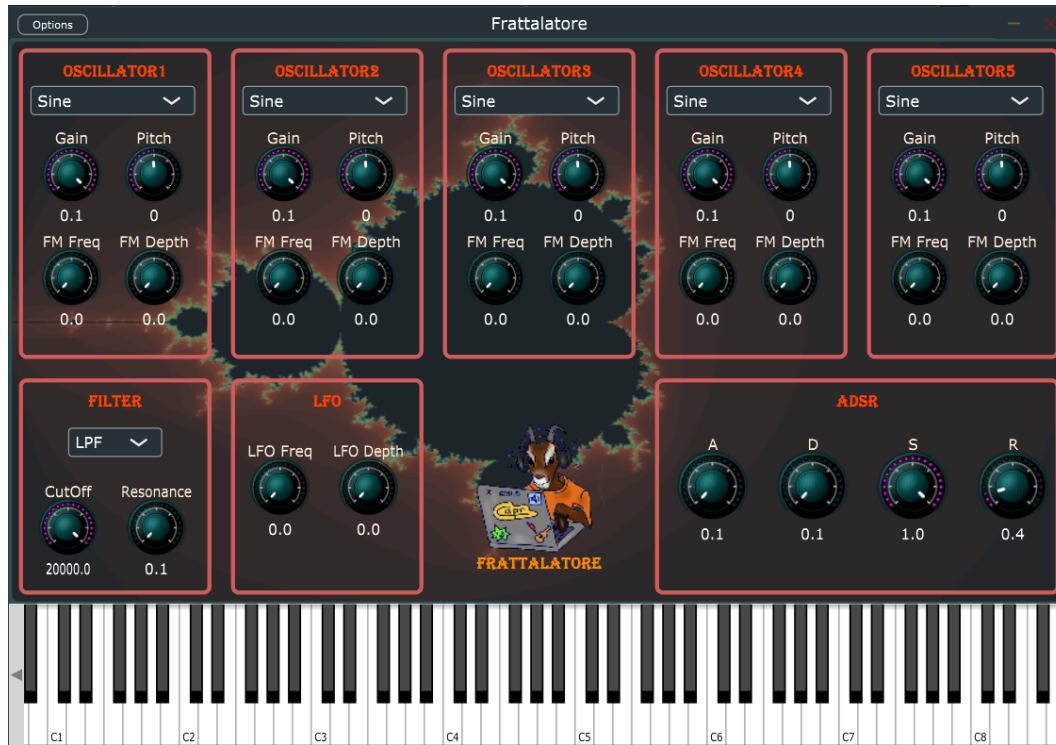 Options
Frattalatore
OSCILLATOR1
Sine
Gain Pitch
0.1 0
FM Freq FM Depth
0.0 0.0
OSCILLATOR2
Sine
Gain Pitch
0.1 0
FM Freq FM Depth
0.0 0.0
OSCILLATOR3
Sine
Gain Pitch
0.1 0
FM Freq FM Depth
0.0 0.0
OSCILLATOR4
Sine
Gain Pitch
0.1 0
FM Freq FM Depth
0.0 0.0
OSCILLATOR5
Sine
Gain Pitch
0.1 0
FM Freq FM Depth
0.0 0.0
FILTER
LPF
CutOff Resonance
20000.0 0.1
LFO
LFO Freq LFO Depth
0.0 0.0
Capr
FRATTALATORE
ADSR
A D S R
0.1 0.1 1.0 0.4
C1 C2 C3 C4 C5 C6 C7 C8